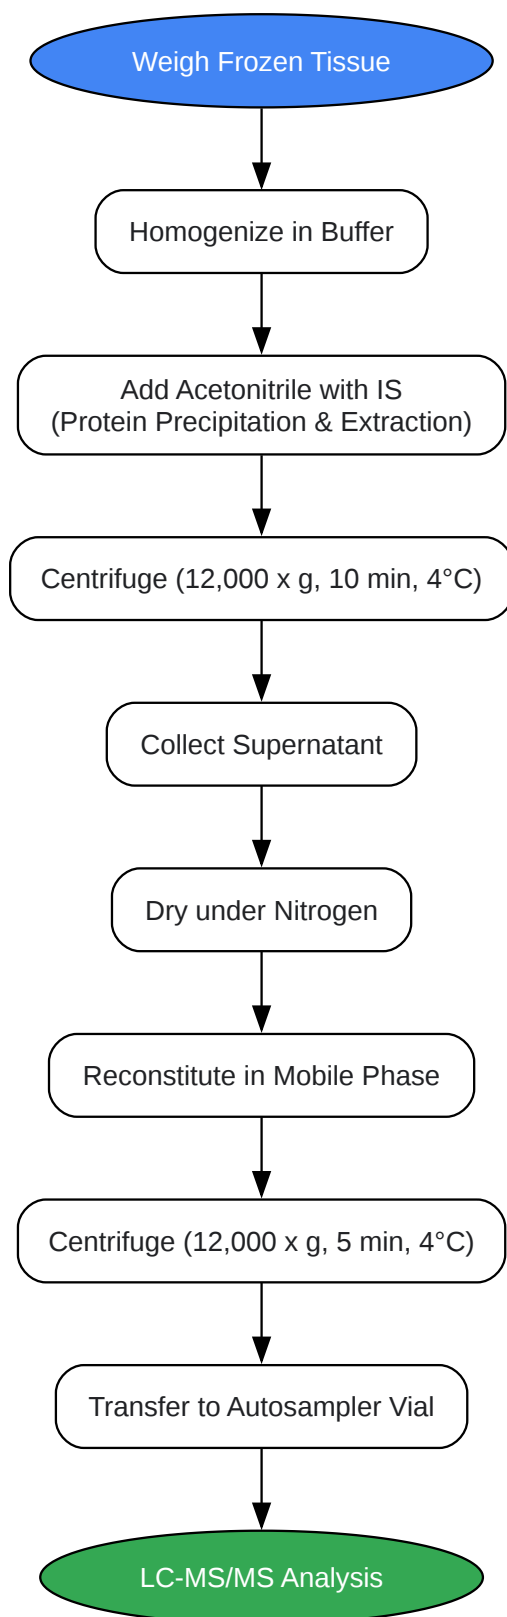 Weigh Frozen Tissue
Homogenize in Buffer
Add Acetonitrile with IS
(Protein Precipitation & Extraction)
Centrifuge (12,000 x g, 10 min, 4°C)
Collect Supernatant
Dry under Nitrogen
Reconstitute in Mobile Phase
Centrifuge (12,000 x g, 5 min, 4°C)
Transfer to Autosampler Vial
LC-MS/MS Analysis